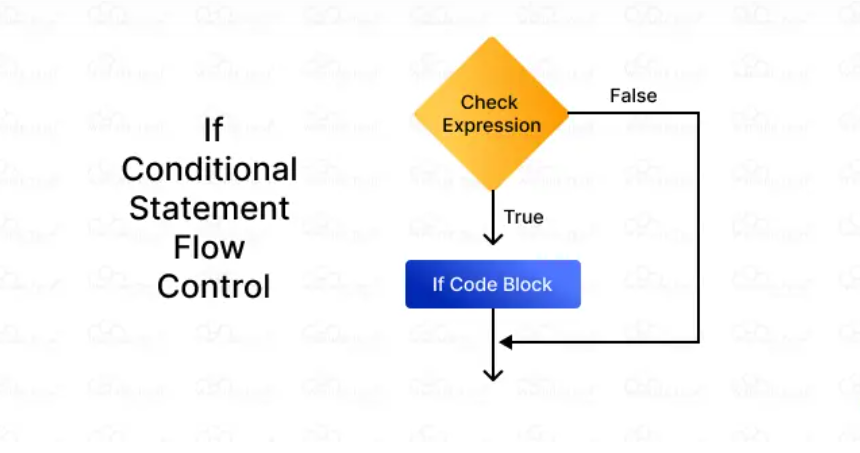 If
Conditional
Statement
Flow
Control
Check
Expression
False
True
If Code Block